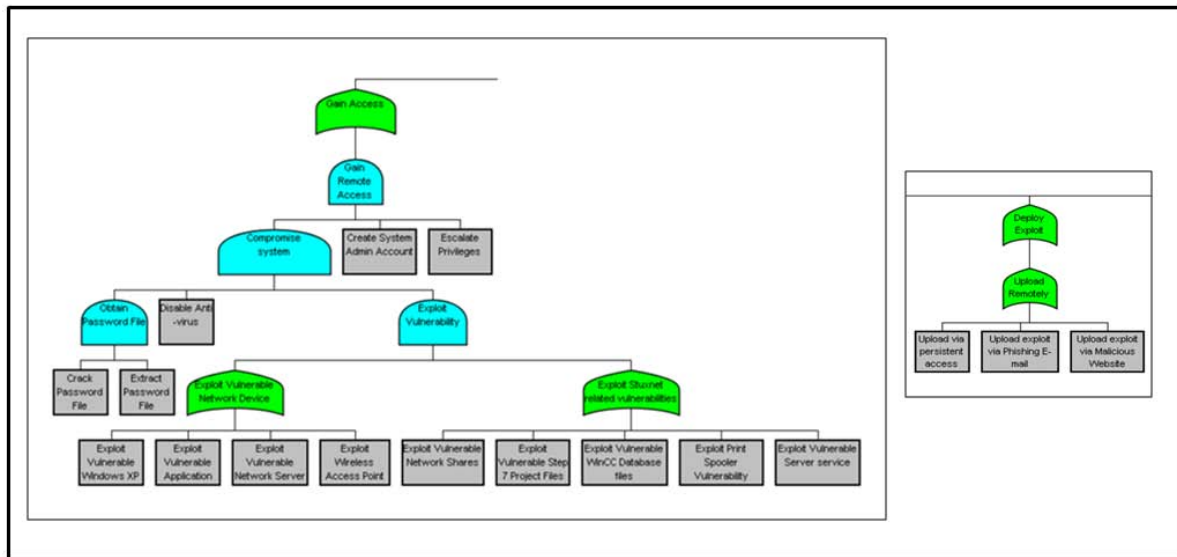 Gain Access
Gain
Remote
Access
Compromise
system
Create System
Admin Account
Escalate
Privileges
Obtain
Password File
Disable Anti
-virus
Exploit
Vulnerability
Crack
Password
File
Extract
Password
File
Exploit Vulnerable
Network Device
Exploit Stuxnet
related vulnerabilities
Exploit
Vulnerable
Windows XP
Exploit
Vulnerable
Application
Exploit
Vulnerable
Network Server
Exploit
Wireless
Access Point
Exploit Vulnerable
Network Shares
Exploit
Vulnerable Step
7 Project Files
Exploit Vulnerable
WinCC Database
files
Exploit Print
Spooler
Vulnerability
Exploit Vulnerable
Server service
Deploy
Exploit
Upload
Remotely
Upload via
persistent
access
Upload exploit
via Phishing E-
mail
Upload exploit
via Malicious
Website